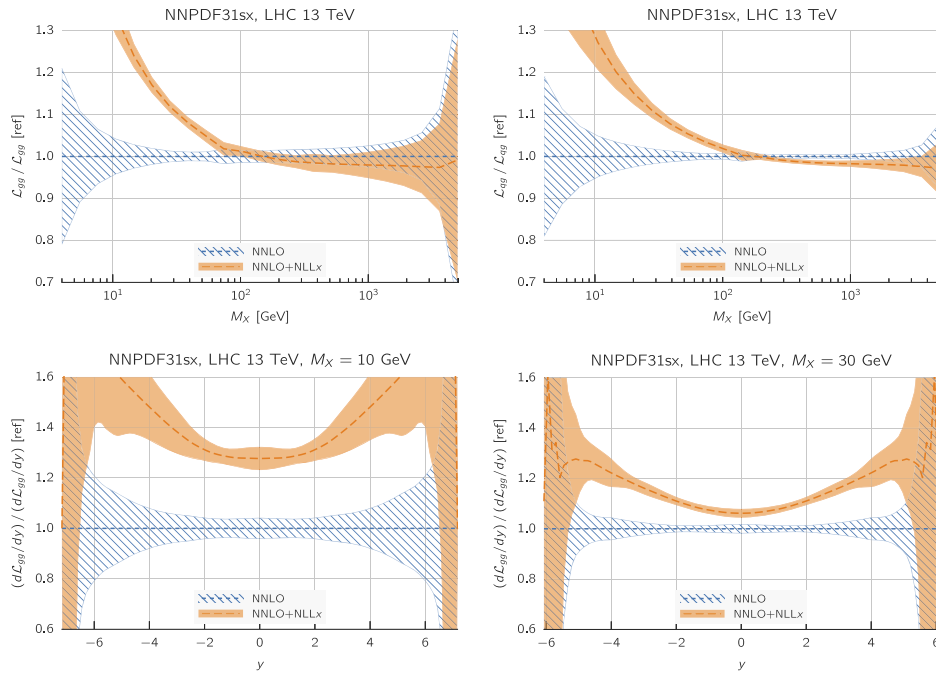 NNPDF31sx, LHC 13 TeV
1.3
1.2
1.1
1.0
0.9
0.8
0.7
ℒgg / ℒgg [ref]
NNLO
NNLO+NLLx
10¹ 10² 10³
M_X [GeV]
NNPDF31sx, LHC 13 TeV
1.3
1.2
1.1
1.0
0.9
0.8
0.7
ℒqg / ℒqg [ref]
NNLO
NNLO+NLLx
10¹ 10² 10³
M_X [GeV]
NNPDF31sx, LHC 13 TeV, M_X = 10 GeV
1.6
1.4
1.2
1.0
0.8
0.6
(dℒgg/dy) / (dℒgg/dy) [ref]
NNLO
NNLO+NLLx
−6 −4 −2 0 2 4 6
y
NNPDF31sx, LHC 13 TeV, M_X = 30 GeV
1.6
1.4
1.2
1.0
0.8
0.6
(dℒgg/dy) / (dℒgg/dy) [ref]
NNLO
NNLO+NLLx
−6 −4 −2 0 2 4 6
y